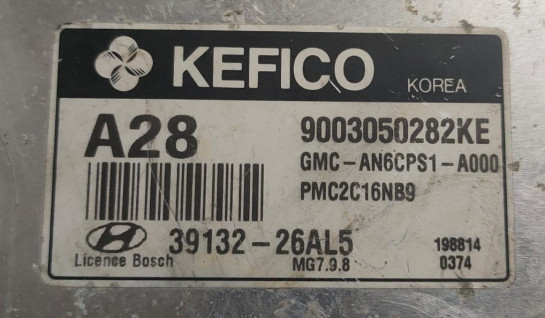 KEFICO
KOREA
A28
9003050282KE
GMC-AN6CPS1-A000
PMC2C16NB9
39132-26AL5
198814
Licence Bosch
MG7.9.8
0374